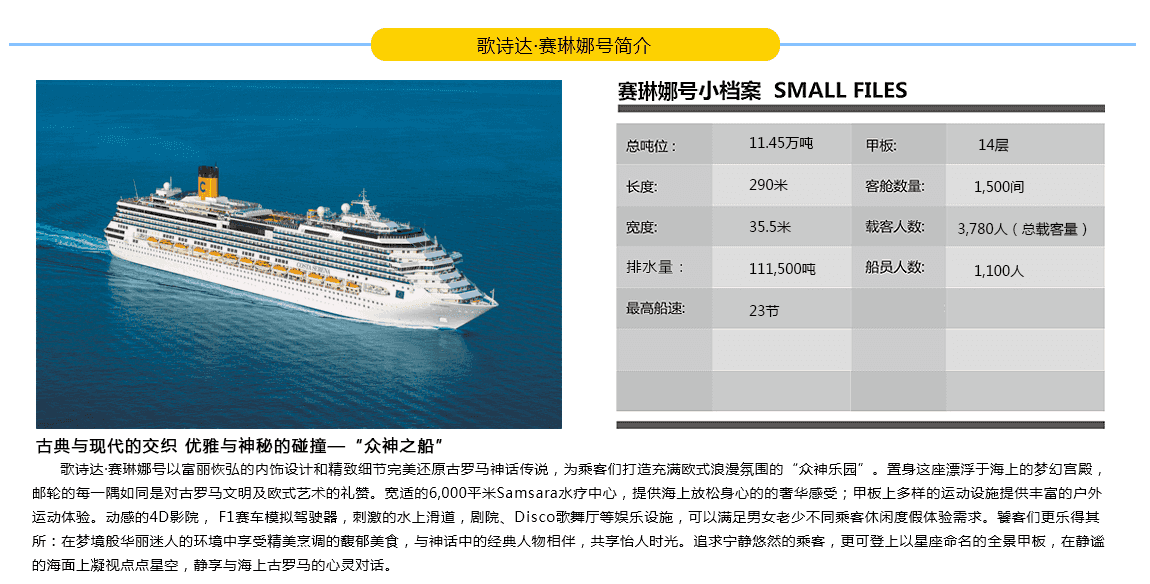 歌诗达·赛琳娜号简介
赛琳娜号小档案 SMALL FILES
总吨位： 11.45万吨 甲板: 14层
长度: 290米 客舱数量: 1,500间
宽度: 35.5米 载客人数: 3,780人（总载客量）
排水量： 111,500吨 船员人数: 1,100人
最高船速: 23节
C
COSTA SERENA
古典与现代的交织 优雅与神秘的碰撞—“众神之船”
歌诗达·赛琳娜号以富丽恢弘的内饰设计和精致细节完美还原古罗马神话传说，为乘客们打造充满欧式浪漫氛围的“众神乐园”。置身这座漂浮于海上的梦幻宫殿，
邮轮的每一隅如同是对古罗马文明及欧式艺术的礼赞。宽适的6,000平米Samsara水疗中心，提供海上放松身心的的奢华感受；甲板上多样的运动设施提供丰富的户外
运动体验。动感的4D影院， F1赛车模拟驾驶器，刺激的水上滑道，剧院、Disco歌舞厅等娱乐设施，可以满足男女老少不同乘客休闲度假体验需求。饕客们更乐得其
所：在梦境般华丽迷人的环境中享受精美烹调的馥郁美食，与神话中的经典人物相伴，共享怡人时光。追求宁静悠然的乘客，更可登上以星座命名的全景甲板，在静谧
的海面上凝视点点星空，静享与海上古罗马的心灵对话。